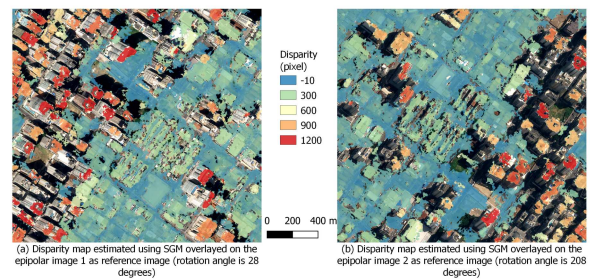 Disparity
(pixel)
-10
300
600
900
1200
0 200 400 m
(a) Disparity map estimated using SGM overlayed on the
epipolar image 1 as reference image (rotation angle is 28
degrees)
(b) Disparity map estimated using SGM overlayed on the
epipolar image 2 as reference image (rotation angle is 208
degrees)